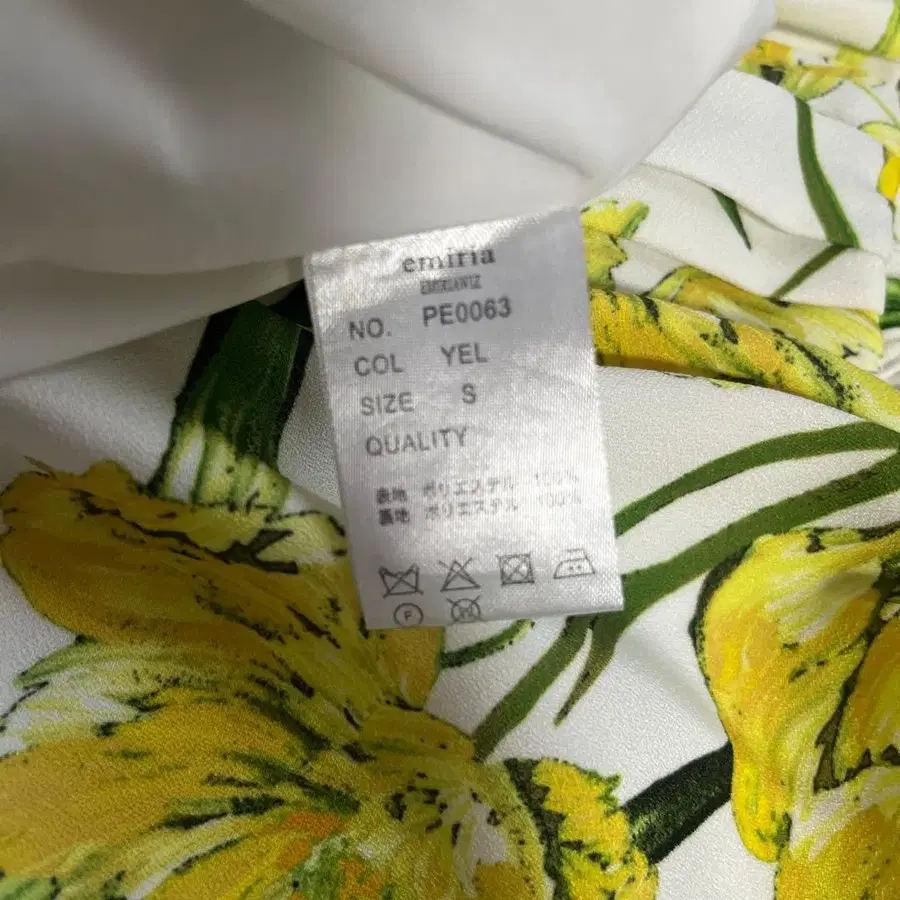 emiria
NO. PE0063
COL YEL
SIZE S
QUALITY
表地 ポリエステル 100%
裏地 ポリエステル 100%
F